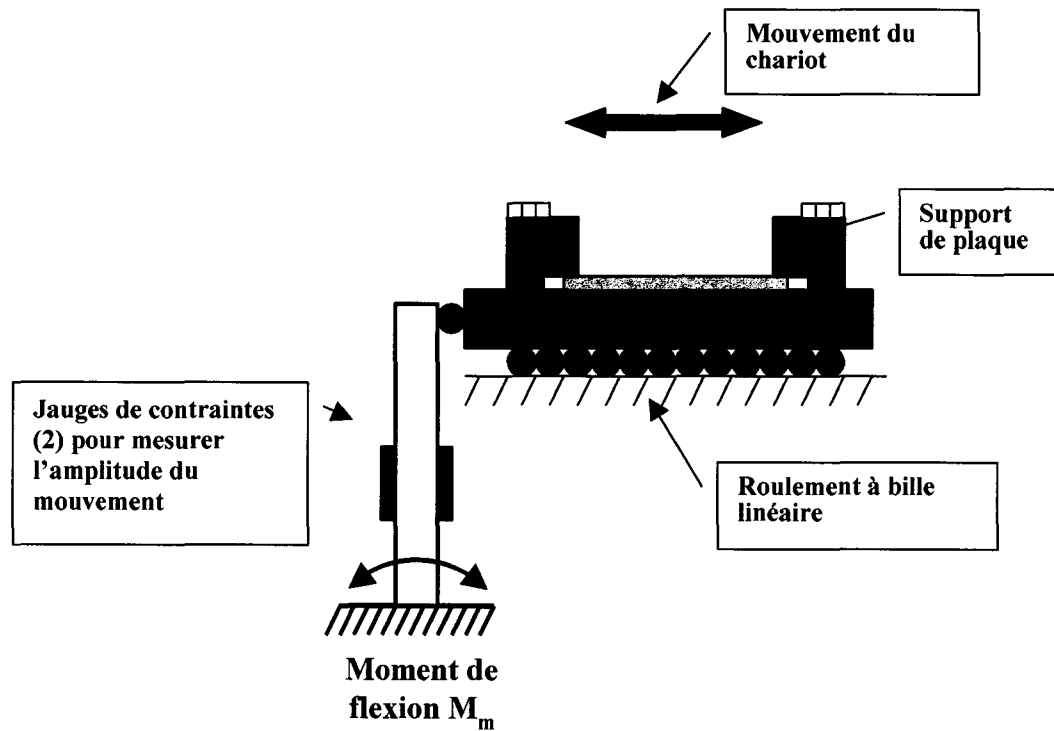 Mouvement du
chariot
Support
de plaque
Jauges de contraintes
(2) pour mesurer
l'amplitude du
mouvement
Roulement à bille
linéaire
Moment de
flexion Mₘ